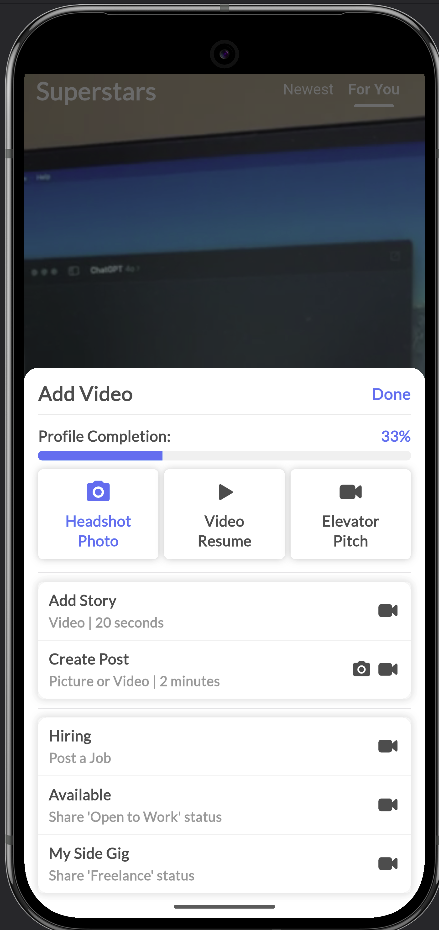 Superstars
Newest For You
Help
ChatGPT
Add Video
Done
Profile Completion:
33%
Headshot
Photo
Video
Resume
Elevator
Pitch
Add Story
Video | 20 seconds
Create Post
Picture or Video | 2 minutes
Hiring
Post a Job
Available
Share 'Open to Work' status
My Side Gig
Share 'Freelance' status